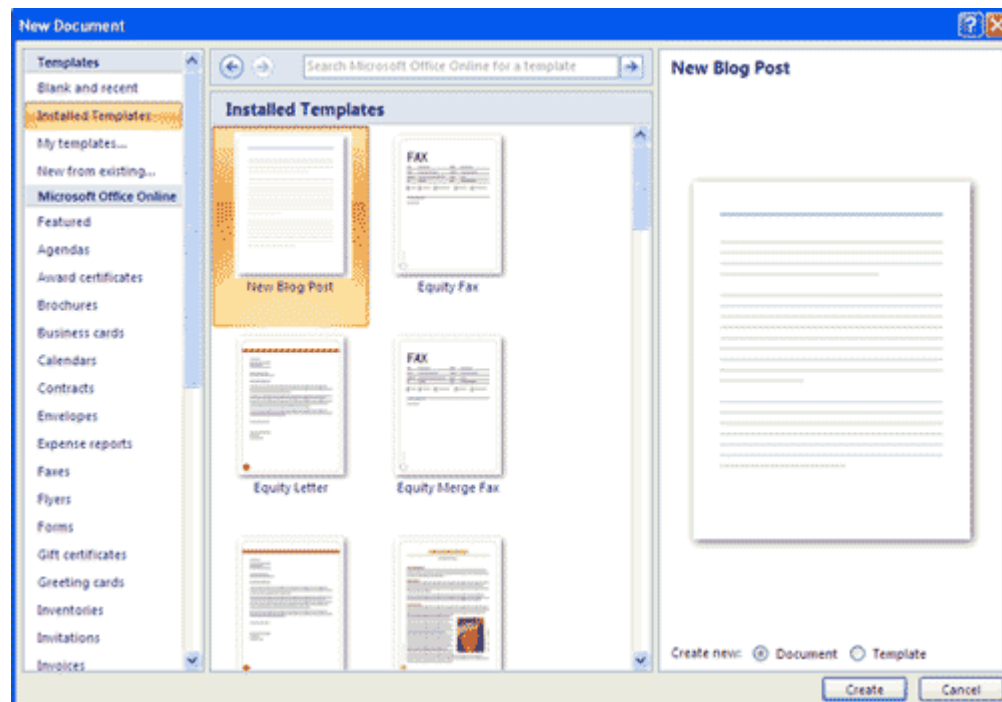 New Document
Templates
Blank and recent
Installed Templates
My templates...
New from existing...
Microsoft Office Online
Featured
Agendas
Award certificates
Brochures
Business cards
Calendars
Contracts
Envelopes
Expense reports
Faxes
Flyers
Forms
Gift certificates
Greeting cards
Inventories
Invitations
Invoices
Search Microsoft Office Online for a template
Installed Templates
FAX
New Blog Post
Equity Fax
FAX
Equity Letter
Equity Merge Fax
New Blog Post
Create new: Document Template
Create Cancel